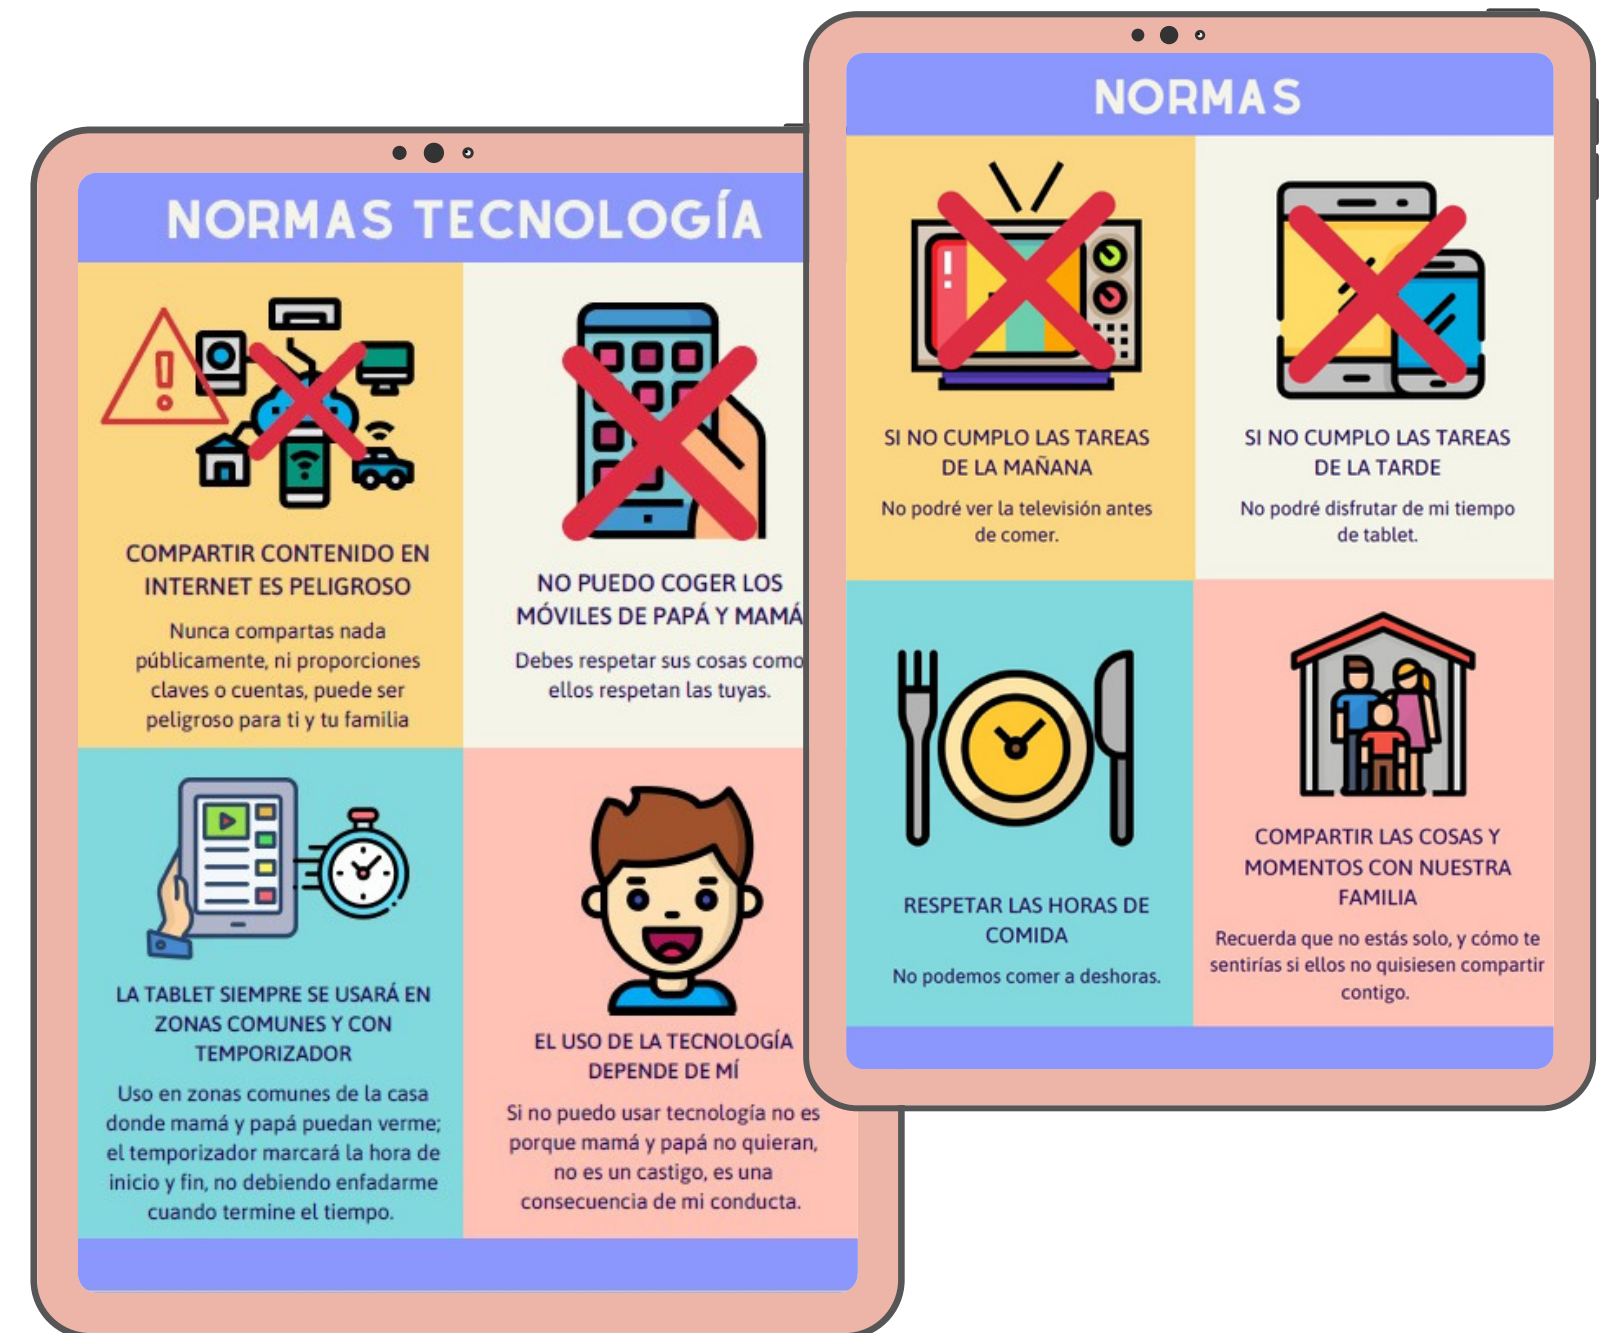 NORMAS TECNOLOGÍA
COMPARTIR CONTENIDO EN
INTERNET ES PELIGROSO
Nunca compartas nada
públicamente, ni proporciones
claves o cuentas, puede ser
peligroso para ti y tu familia
NO PUEDO COGER LOS
MÓVILES DE PAPÁ Y MAMÁ
Debes respetar sus cosas como
ellos respetan las tuyas.
LA TABLET SIEMPRE SE USARÁ EN
ZONAS COMUNES Y CON
TEMPORIZADOR
Uso en zonas comunes de la casa
donde mamá y papá puedan verme;
el temporizador marcará la hora de
inicio y fin, no debiendo enfadarme
cuando termine el tiempo.
EL USO DE LA TECNOLOGÍA
DEPENDE DE MÍ
Si no puedo usar tecnología no es
porque mamá y papá no quieran,
no es un castigo, es una
consecuencia de mi conducta.
NORMAS
SI NO CUMPLO LAS TAREAS
DE LA MAÑANA
No podré ver la televisión antes
de comer.
SI NO CUMPLO LAS TAREAS
DE LA TARDE
No podré disfrutar de mi tiempo
de tablet.
RESPETAR LAS HORAS DE
COMIDA
No podemos comer a deshoras.
COMPARTIR LAS COSAS Y
MOMENTOS CON NUESTRA
FAMILIA
Recuerda que no estás solo, y cómo te
sentirías si ellos no quisiesen compartir
contigo.